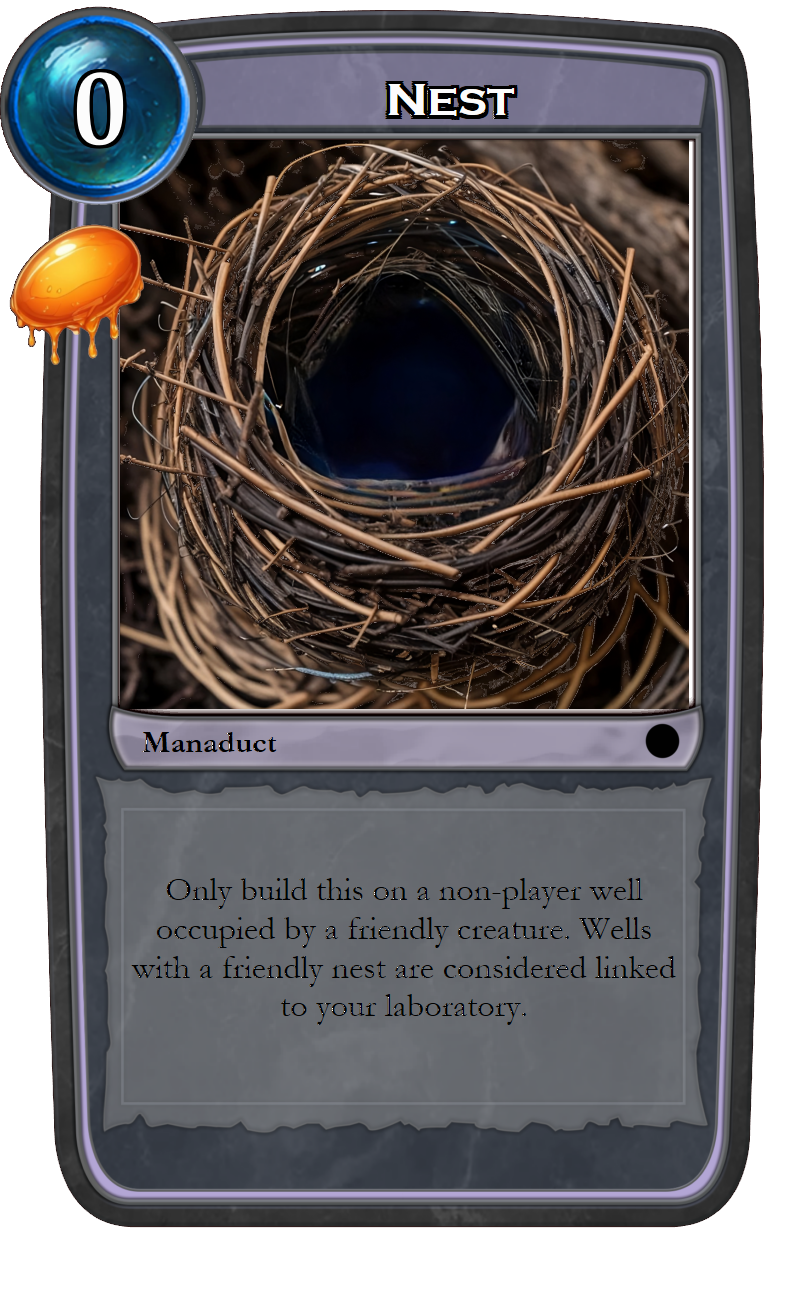 0
Nest
Manaduct
Only build this on a non-player well
occupied by a friendly creature. Wells
with a friendly nest are considered linked
to your laboratory.